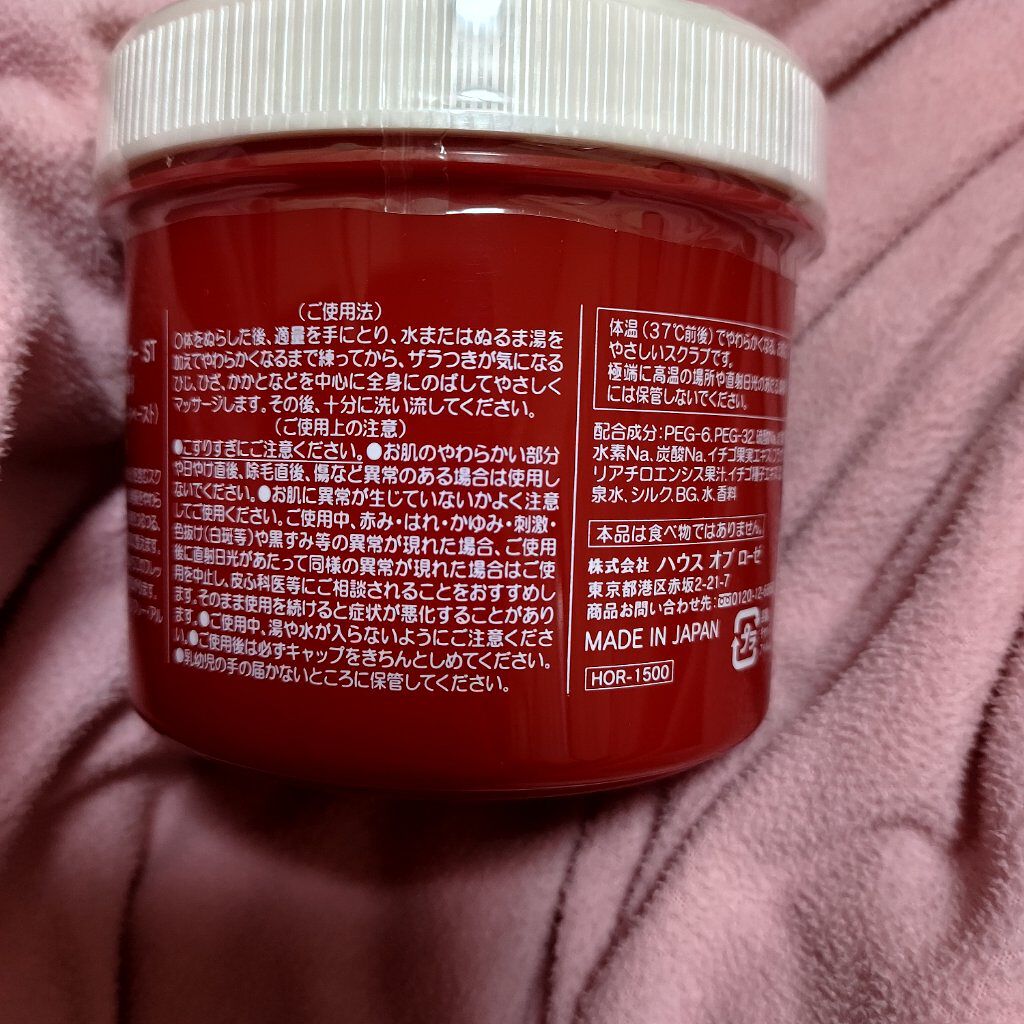 ー ST
ースト)
(ご使用法)
○体をぬらした後、適量を手にとり、水またはぬるま湯を
加えてやわらかくなるまで練ってから、ザラつきが気になる
ひじ、ひざ、かかとなどを中心に全身にのばしてやさしく
マッサージします。その後、十分に洗い流してください。
(ご使用上の注意)
●こすりすぎにご注意ください。●お肌のやわらかい部分
や日やけ直後、除毛直後、傷など異常のある場合は使用し
ないでください。●お肌に異常が生じていないかよく注意
してご使用ください。ご使用中、赤み・はれ・かゆみ・刺激・
色抜け(白斑等)や黒ずみ等の異常が現れた場合、ご使用
後に直射日光があたって同様の異常が現れた場合はご使
用を中止し、皮ふ科医等にご相談されることをおすすめし
ます。そのまま使用を続けると症状が悪化することがあり
ます。●ご使用中、湯や水が入らないようにご注意くださ
い。●ご使用後は必ずキャップをきちんとしめてください。
●乳幼児の手の届かないところに保管してください。
体温(37℃前後)でやわらかくなる、
やさしいスクラブです。
極端に高温の場所や直射日光の
には保管しないでください。
配合成分:PEG-6、PEG-32、
水素Na、炭酸Na、イチゴ果実エキス、
リアチロエンシス果汁、イチゴ種子
泉水、シルク、BG、水、香料
本品は食べ物ではありません。
株式会社 ハウス オブ ローゼ
東京都港区赤坂2-21-7
商品お問い合わせ先: 0120-12-
MADE IN JAPAN
プラ
HOR-1500